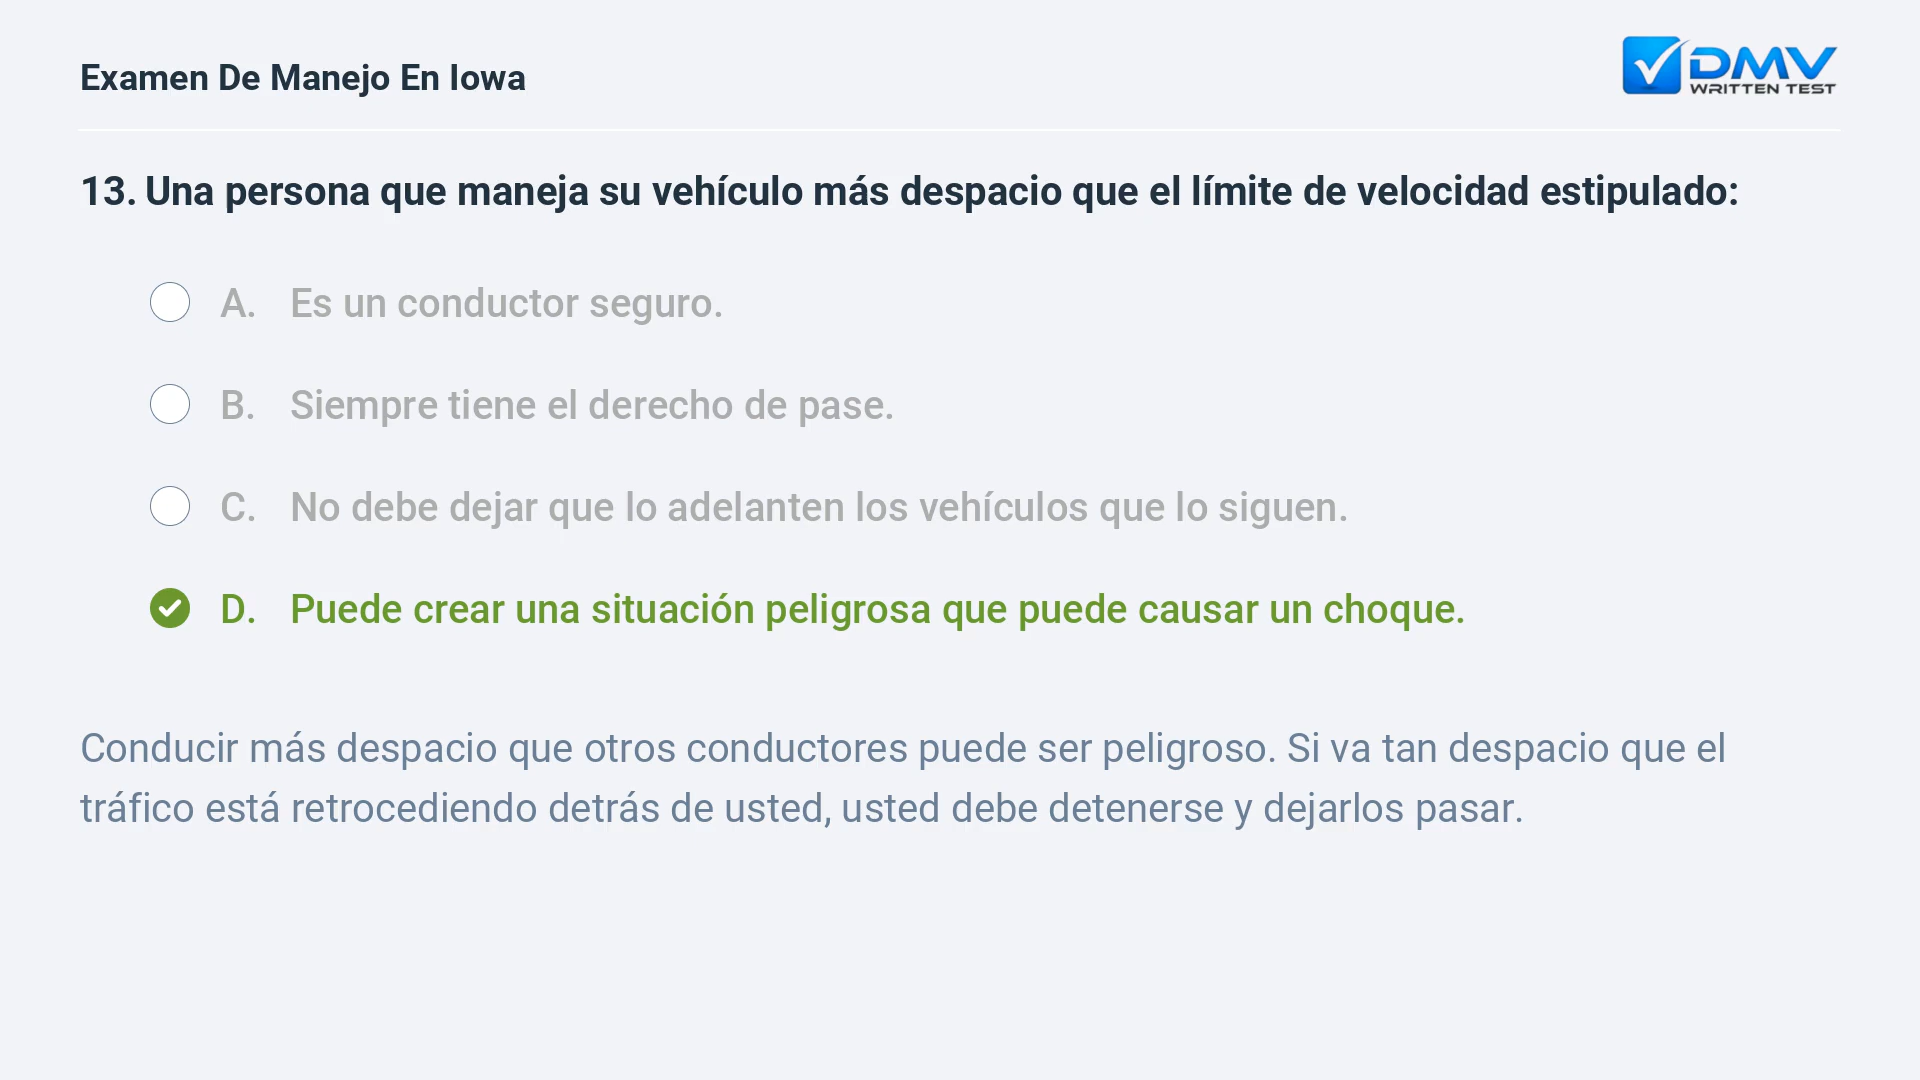 Examen De Manejo En Iowa
DMV
WRITTEN TEST
13. Una persona que maneja su vehículo más despacio que el límite de velocidad estipulado:
A. Es un conductor seguro.
B. Siempre tiene el derecho de pase.
C. No debe dejar que lo adelanten los vehículos que lo siguen.
D. Puede crear una situación peligrosa que puede causar un choque.
Conducir más despacio que otros conductores puede ser peligroso. Si va tan despacio que el
tráfico está retrocediendo detrás de usted, usted debe detenerse y dejarlos pasar.